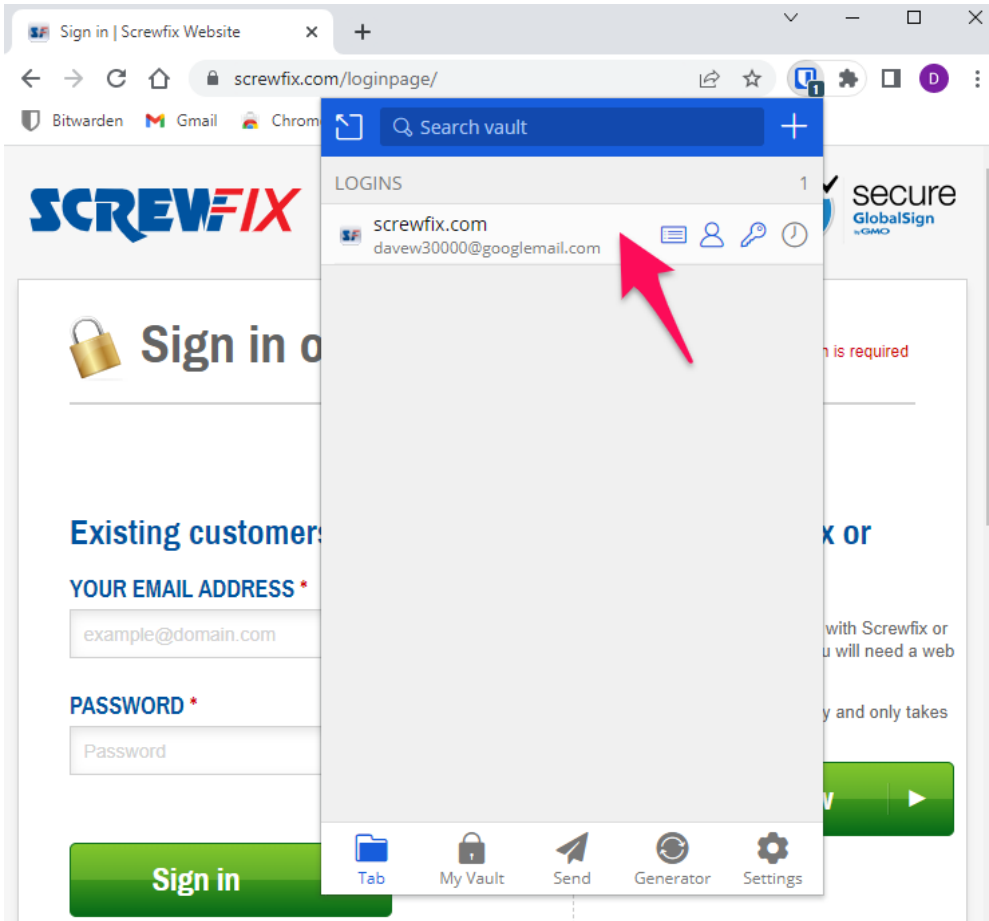 Sign in | Screwfix Website
screwfix.com/loginpage/
1
D
Bitwarden
Gmail
Chrom
Search vault
LOGINS
1
SCREWFIX
secure
GlobalSign
by GMO
SF
screwfix.com
davew30000@googlemail.com
Sign in o
n is required
Existing customers
x or
YOUR EMAIL ADDRESS *
example@domain.com
with Screwfix or
u will need a web
PASSWORD *
y and only takes
Password
w
Sign in
Tab
My Vault
Send
Generator
Settings